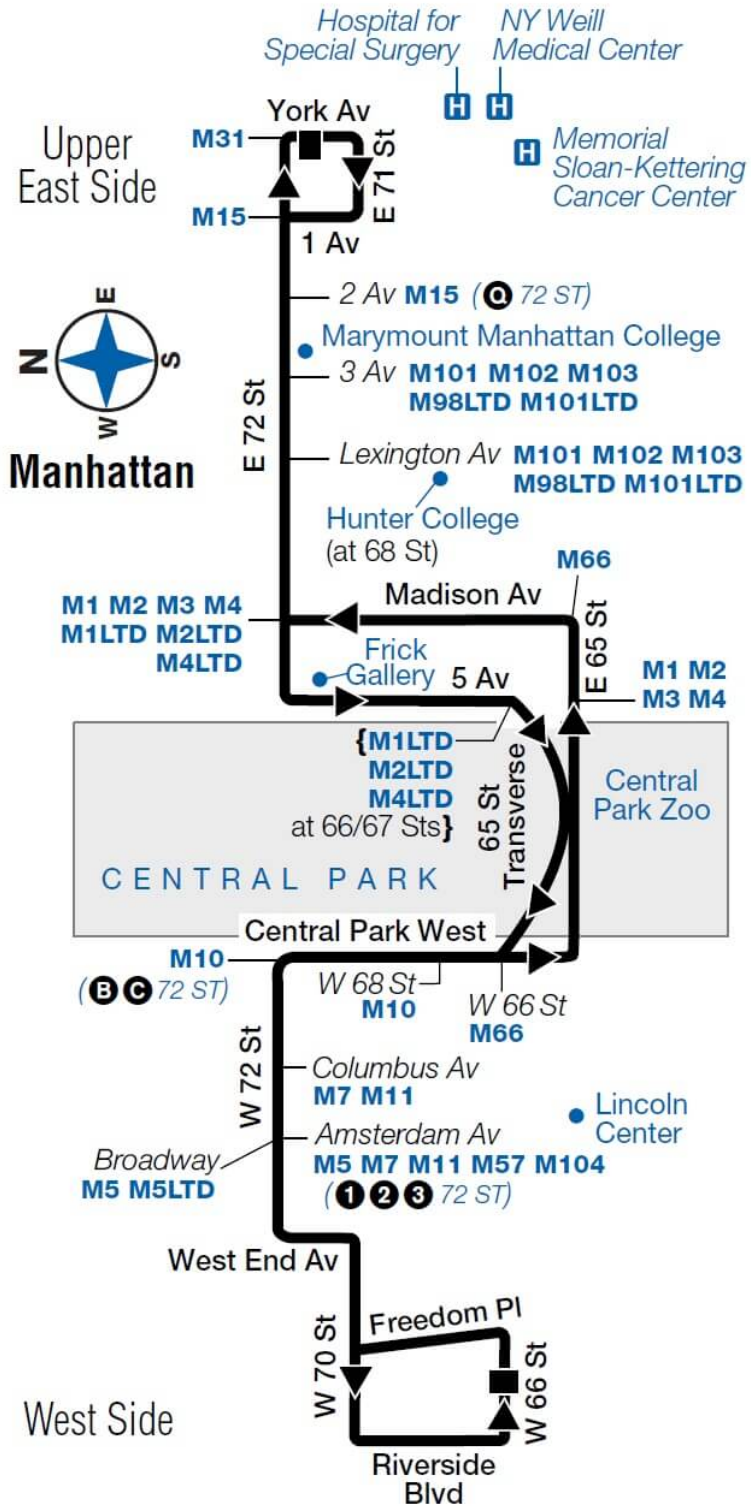 Hospital for
Special Surgery
NY Weill
Medical Center
H
H
H
Memorial
Sloan-Kettering
Cancer Center
Upper
East Side
York Av
M31
E 71 St
M15
1 Av
2 Av M15 (Q 72 ST)
Marymount Manhattan College
3 Av M101 M102 M103
M98LTD M101LTD
E
N
S
W
Manhattan
E 72 St
Lexington Av M101 M102 M103
M98LTD M101LTD
Hunter College
(at 68 St)
M66
Madison Av
M1 M2 M3 M4
M1LTD M2LTD
M4LTD
E 65 St
Frick
Gallery
5 Av
M1 M2
M3 M4
{M1LTD
M2LTD
M4LTD
at 66/67 Sts}
65 St
Transverse
Central
Park Zoo
CENTRAL PARK
Central Park West
M10
(B C 72 ST)
W 68 St
M10
W 66 St
M66
W 72 St
Columbus Av
M7 M11
Lincoln
Center
Broadway
M5 M5LTD
Amsterdam Av
M5 M7 M11 M57 M104
(1 2 3 72 ST)
West End Av
Freedom Pl
W 70 St
W 66 St
West Side
Riverside
Blvd